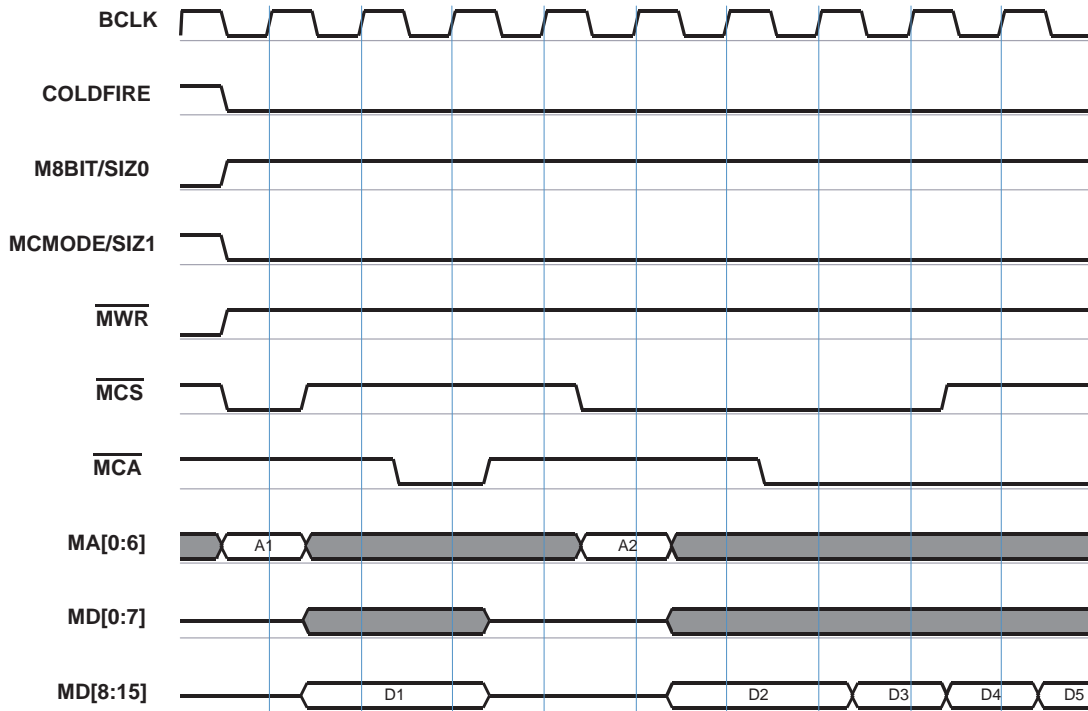 BCLK
COLDFIRE
M8BIT/SIZ0
MCMODE/SIZ1
MWR
MCS
MCA
MA[0:6] A1 A2
MD[0:7]
MD[8:15] D1 D2 D3 D4 D5